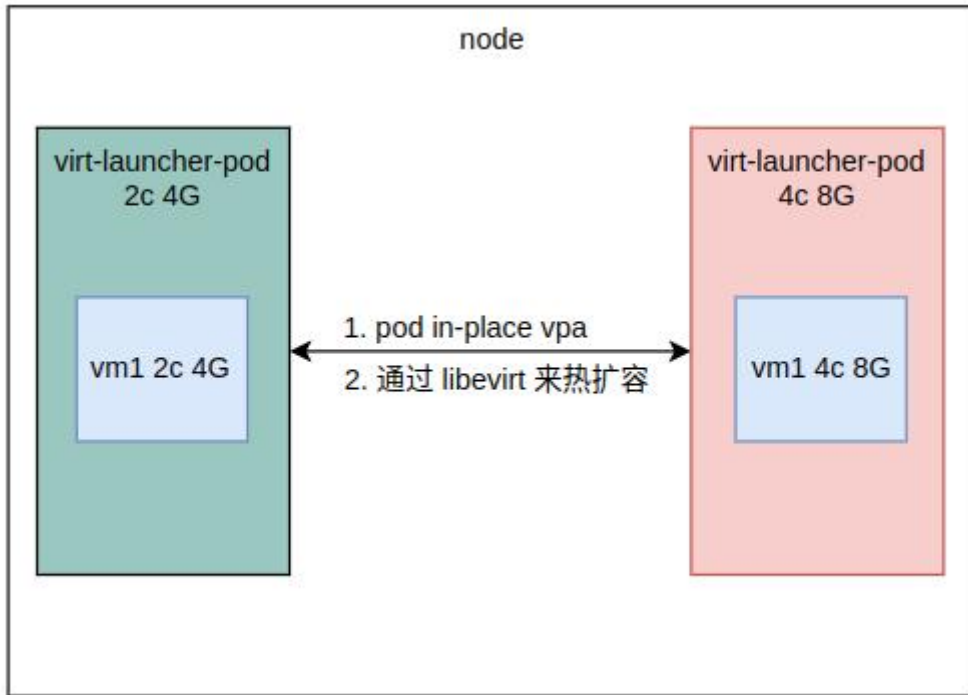 node
virt-launcher-pod
2c 4G
virt-launcher-pod
4c 8G
1. pod in-place vpa
2. 通过 libevirt 来热扩容
vm1 2c 4G
vm1 4c 8G